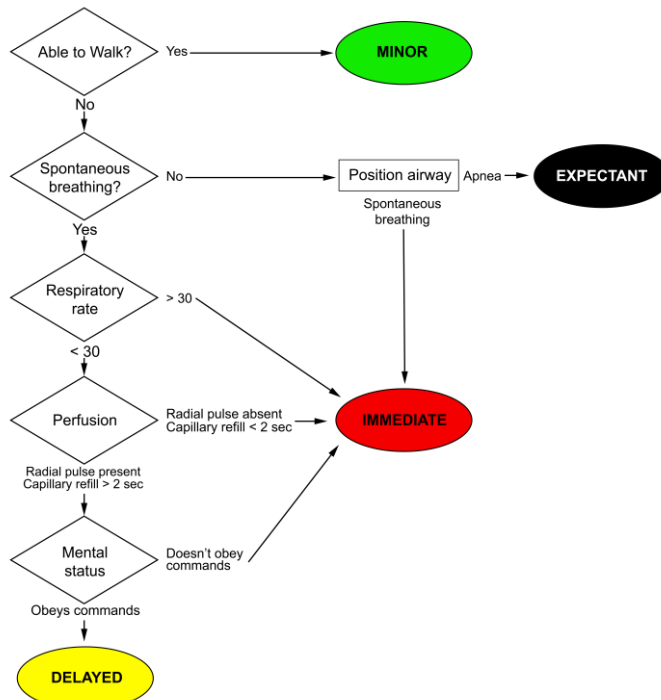 Able to Walk?
Yes
MINOR
No
Spontaneous
breathing?
No
Position airway
Apnea
EXPECTANT
Spontaneous
breathing
Yes
Respiratory
rate
> 30
< 30
Perfusion
Radial pulse absent
Capillary refill < 2 sec
IMMEDIATE
Radial pulse present
Capillary refill > 2 sec
Mental
status
Doesn't obey
commands
Obeys commands
DELAYED